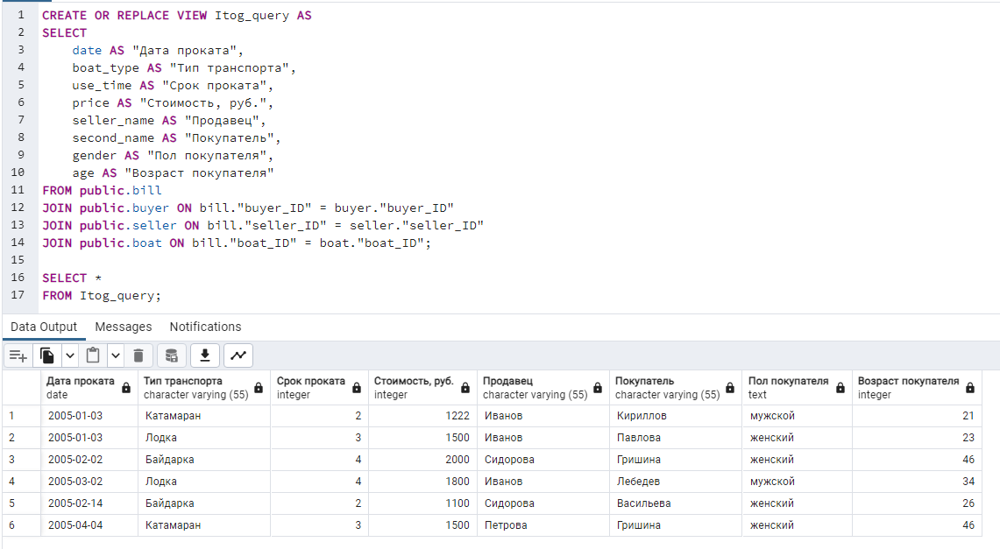 1 CREATE OR REPLACE VIEW Itog_query AS
2 SELECT
3 date AS "Дата проката",
4 boat_type AS "Тип транспорта",
5 use_time AS "Срок проката",
6 price AS "Стоимость, руб.",
7 seller_name AS "Продавец",
8 second_name AS "Покупатель",
9 gender AS "Пол покупателя",
10 age AS "Возраст покупателя"
11 FROM public.bill
12 JOIN public.buyer ON bill."buyer_ID" = buyer."buyer_ID"
13 JOIN public.seller ON bill."seller_ID" = seller."seller_ID"
14 JOIN public.boat ON bill."boat_ID" = boat."boat_ID";
15
16 SELECT *
17 FROM Itog_query;
Data Output Messages Notifications
Дата проката Тип транспорта Срок проката Стоимость, руб. Продавец Покупатель Пол покупателя Возраст покупателя
date character varying (55) integer integer character varying (55) character varying (55) text integer
1 2005-01-03 Катамаран 2 1222 Иванов Кириллов мужской 21
2 2005-01-03 Лодка 3 1500 Иванов Павлова женский 23
3 2005-02-02 Байдарка 4 2000 Сидорова Гришина женский 46
4 2005-03-02 Лодка 4 1800 Иванов Лебедев мужской 34
5 2005-02-14 Байдарка 2 1100 Сидорова Васильева женский 26
6 2005-04-04 Катамаран 3 1500 Петрова Гришина женский 46